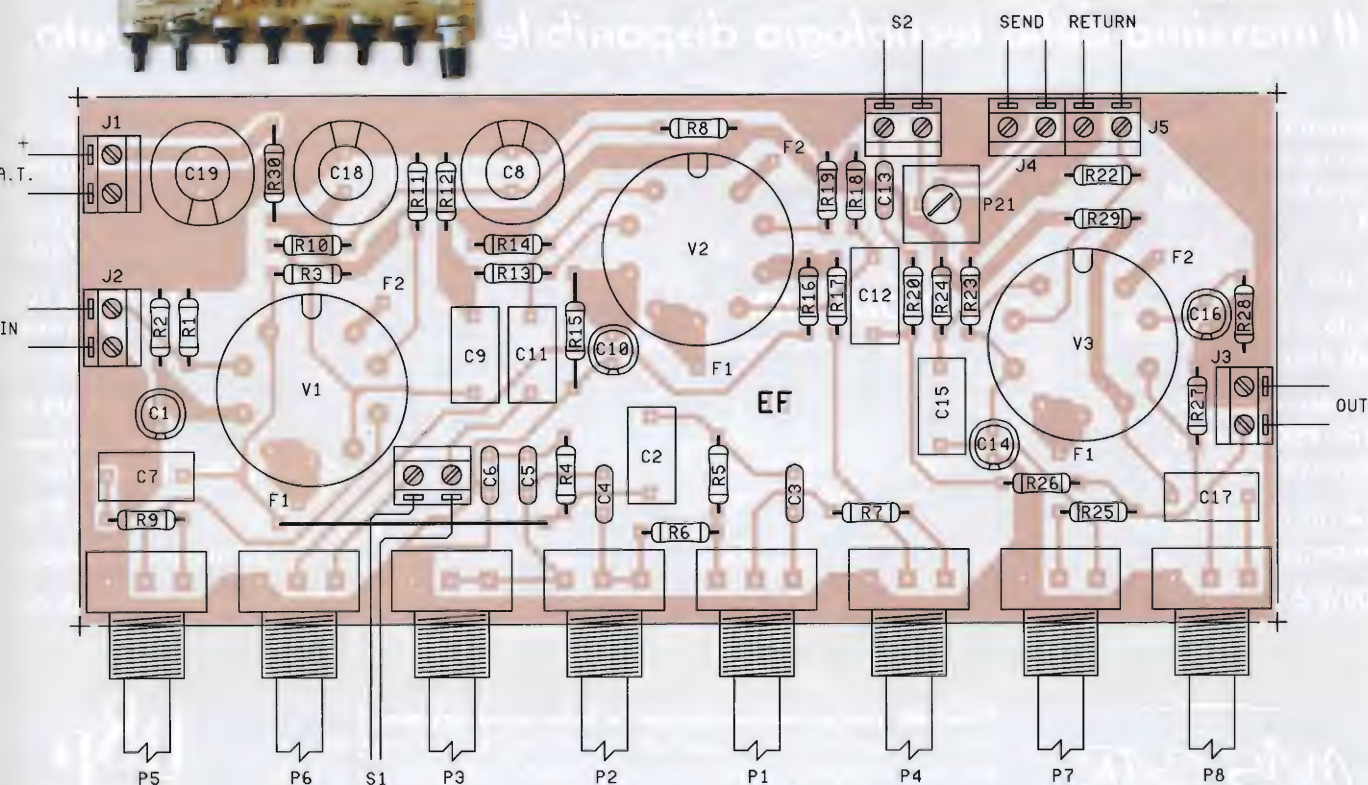 S2 SEND RETURN
J1 R8 J5
+ F2 J4
A.T. C19 R30 C18 R11 R12 C8 R19 R18 C13 R22
P21
R29
R10 R14 V2
R3 R13 F2
J2 F2 R16 R17 C12 R20 R24 R23
IN R2 R1 R15 C16 R28
C9 C11 C10 V3
V1 F1 J3
C1 EF C15 R27 OUT
C14
C7 C6 C5 R4 C2 R5 F1
F1 C4 C3 R26 C17
R9 R6 R7 R25
P5 P6 S1 P3 P2 P1 P4 P7 P8